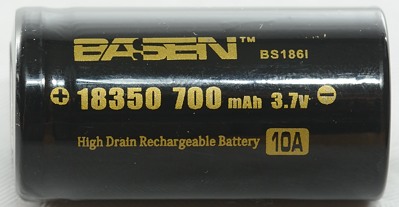 BASEN™
BS186I
+ 18350 700 mAh 3.7V -
High Drain Rechargeable Battery 10A